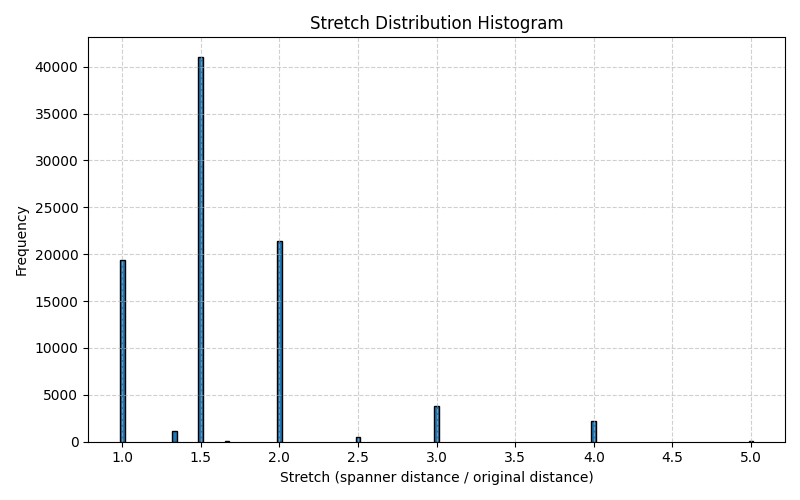 Stretch Distribution Histogram
40000
35000
30000
25000
20000
15000
10000
5000
0
Frequency
1.0 1.5 2.0 2.5 3.0 3.5 4.0 4.5 5.0
Stretch (spanner distance / original distance)